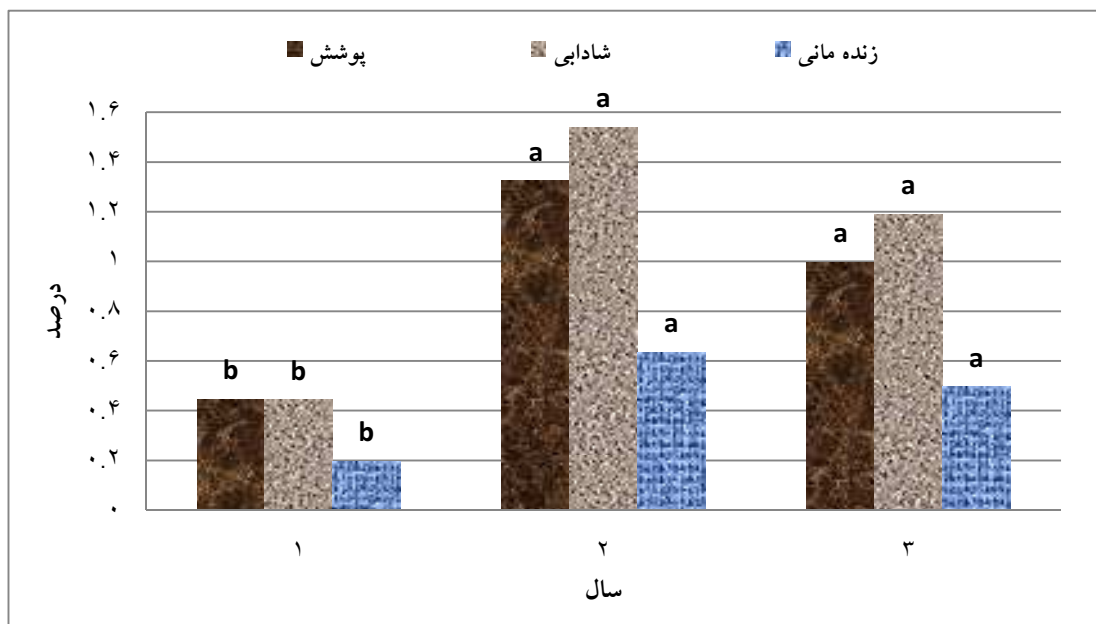 پوشش شادابی زنده مانی
a
۱.۶
a
۱.۴
a
۱.۲
a
۱
درصد
۰.۸
a
۰.۶
a
b b
۰.۴
b
۰.۲
۰
۱ ۲ ۳
سال